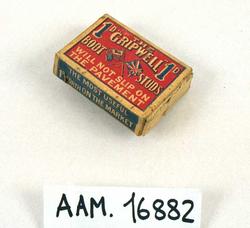 THE
1D GRIPWELL 1D
BOOT STUDS
WILL NOT SLIP ON
THE PAVEMENT
THE MOST USEFUL
ON THE MARKET
AAM. 16882